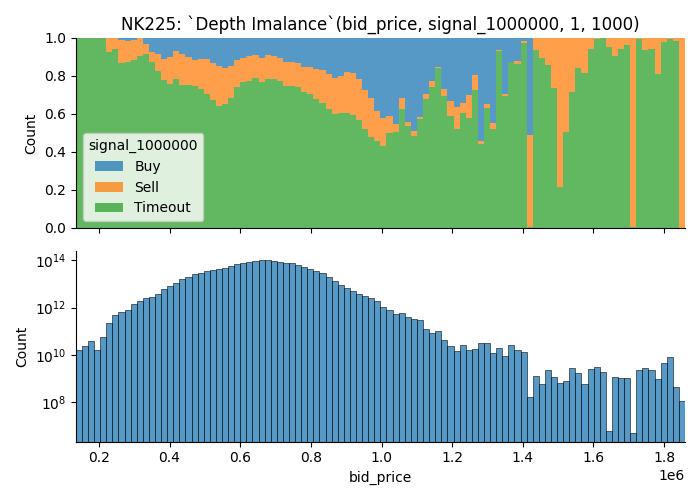 NK225: `Depth Imalance`(bid_price, signal_1000000, 1, 1000)
1.0
0.8
0.6
0.4
0.2
0.0
Count
signal_1000000
Buy
Sell
Timeout
10^14
10^12
10^10
10^8
Count
0.2 0.4 0.6 0.8 1.0 1.2 1.4 1.6 1.8
1e6
bid_price